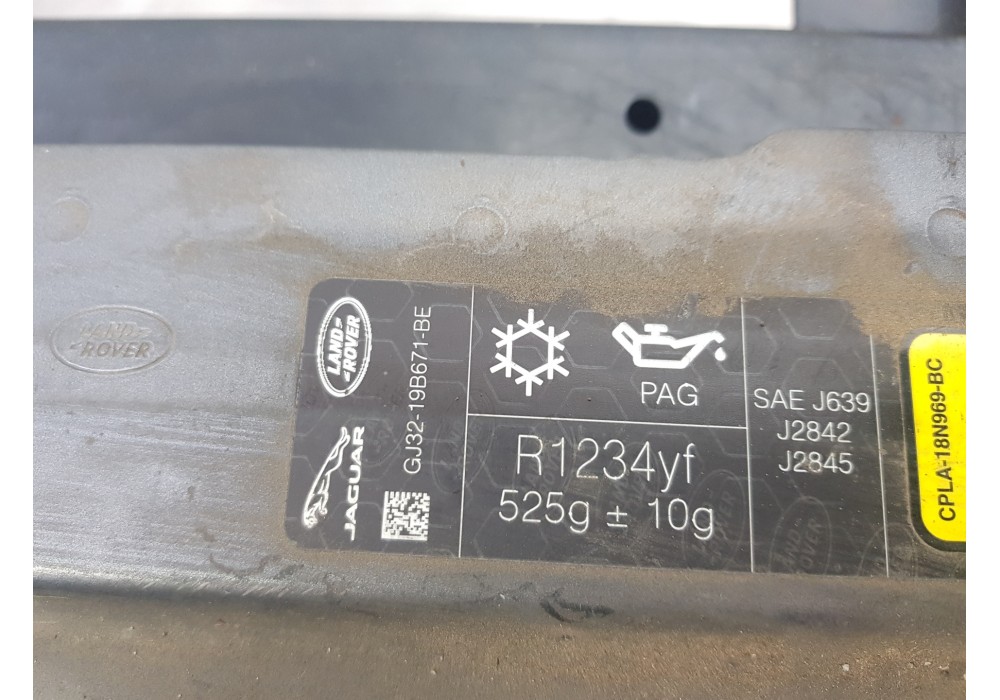 LAND
ROVER
LAND
ROVER
JAGUAR
GJ32-19B671-BE
PAG
R1234yf
525g ± 10g
SAE J639
J2842
J2845
CPLA-18N969-BC